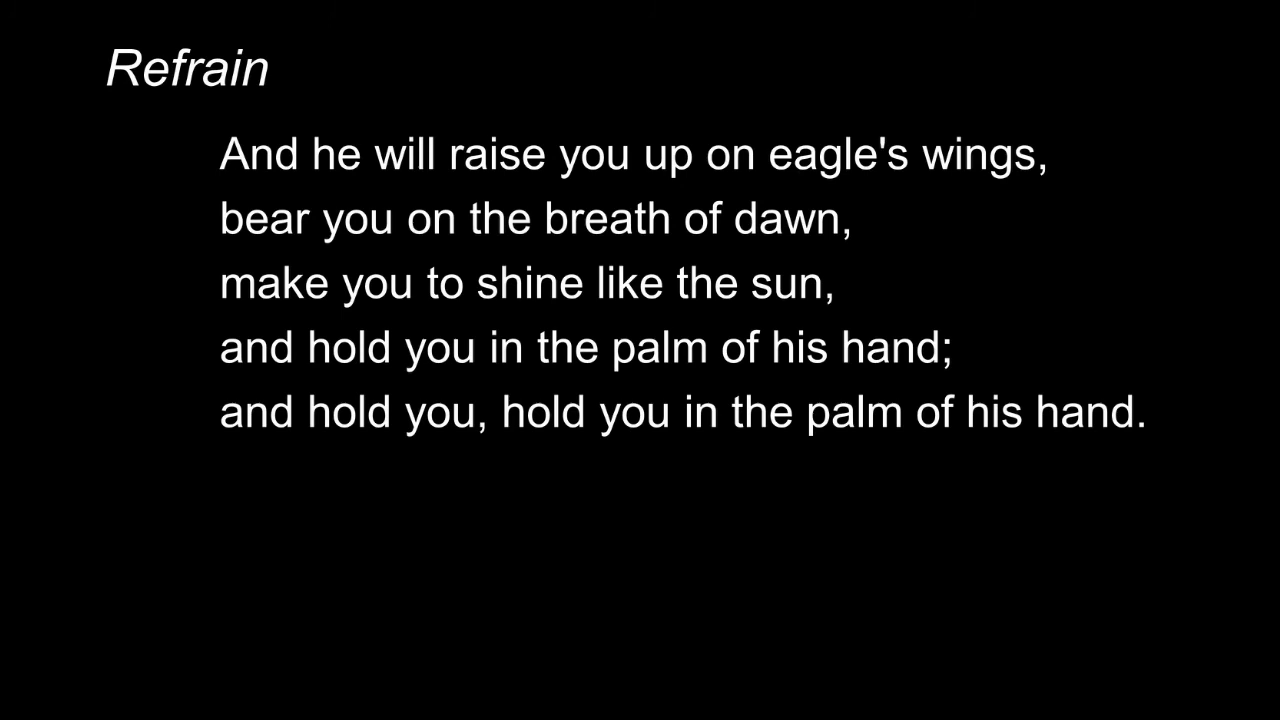 Refrain
And he will raise you up on eagle's wings,
bear you on the breath of dawn,
make you to shine like the sun,
and hold you in the palm of his hand;
and hold you, hold you in the palm of his hand.